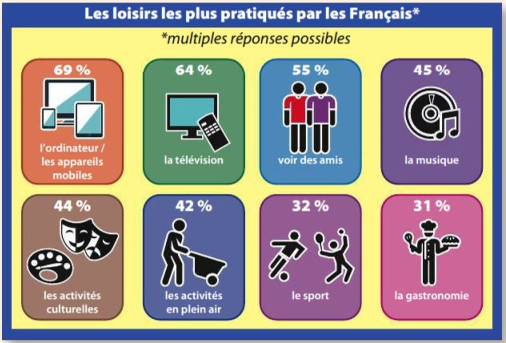 Les loisirs les plus pratiqués par les Français*
*multiples réponses possibles
69 %
l'ordinateur /
les appareils
mobiles
64 %
la télévision
55 %
voir des amis
45 %
la musique
44 %
les activités
culturelles
42 %
les activités
en plein air
32 %
le sport
31 %
la gastronomie